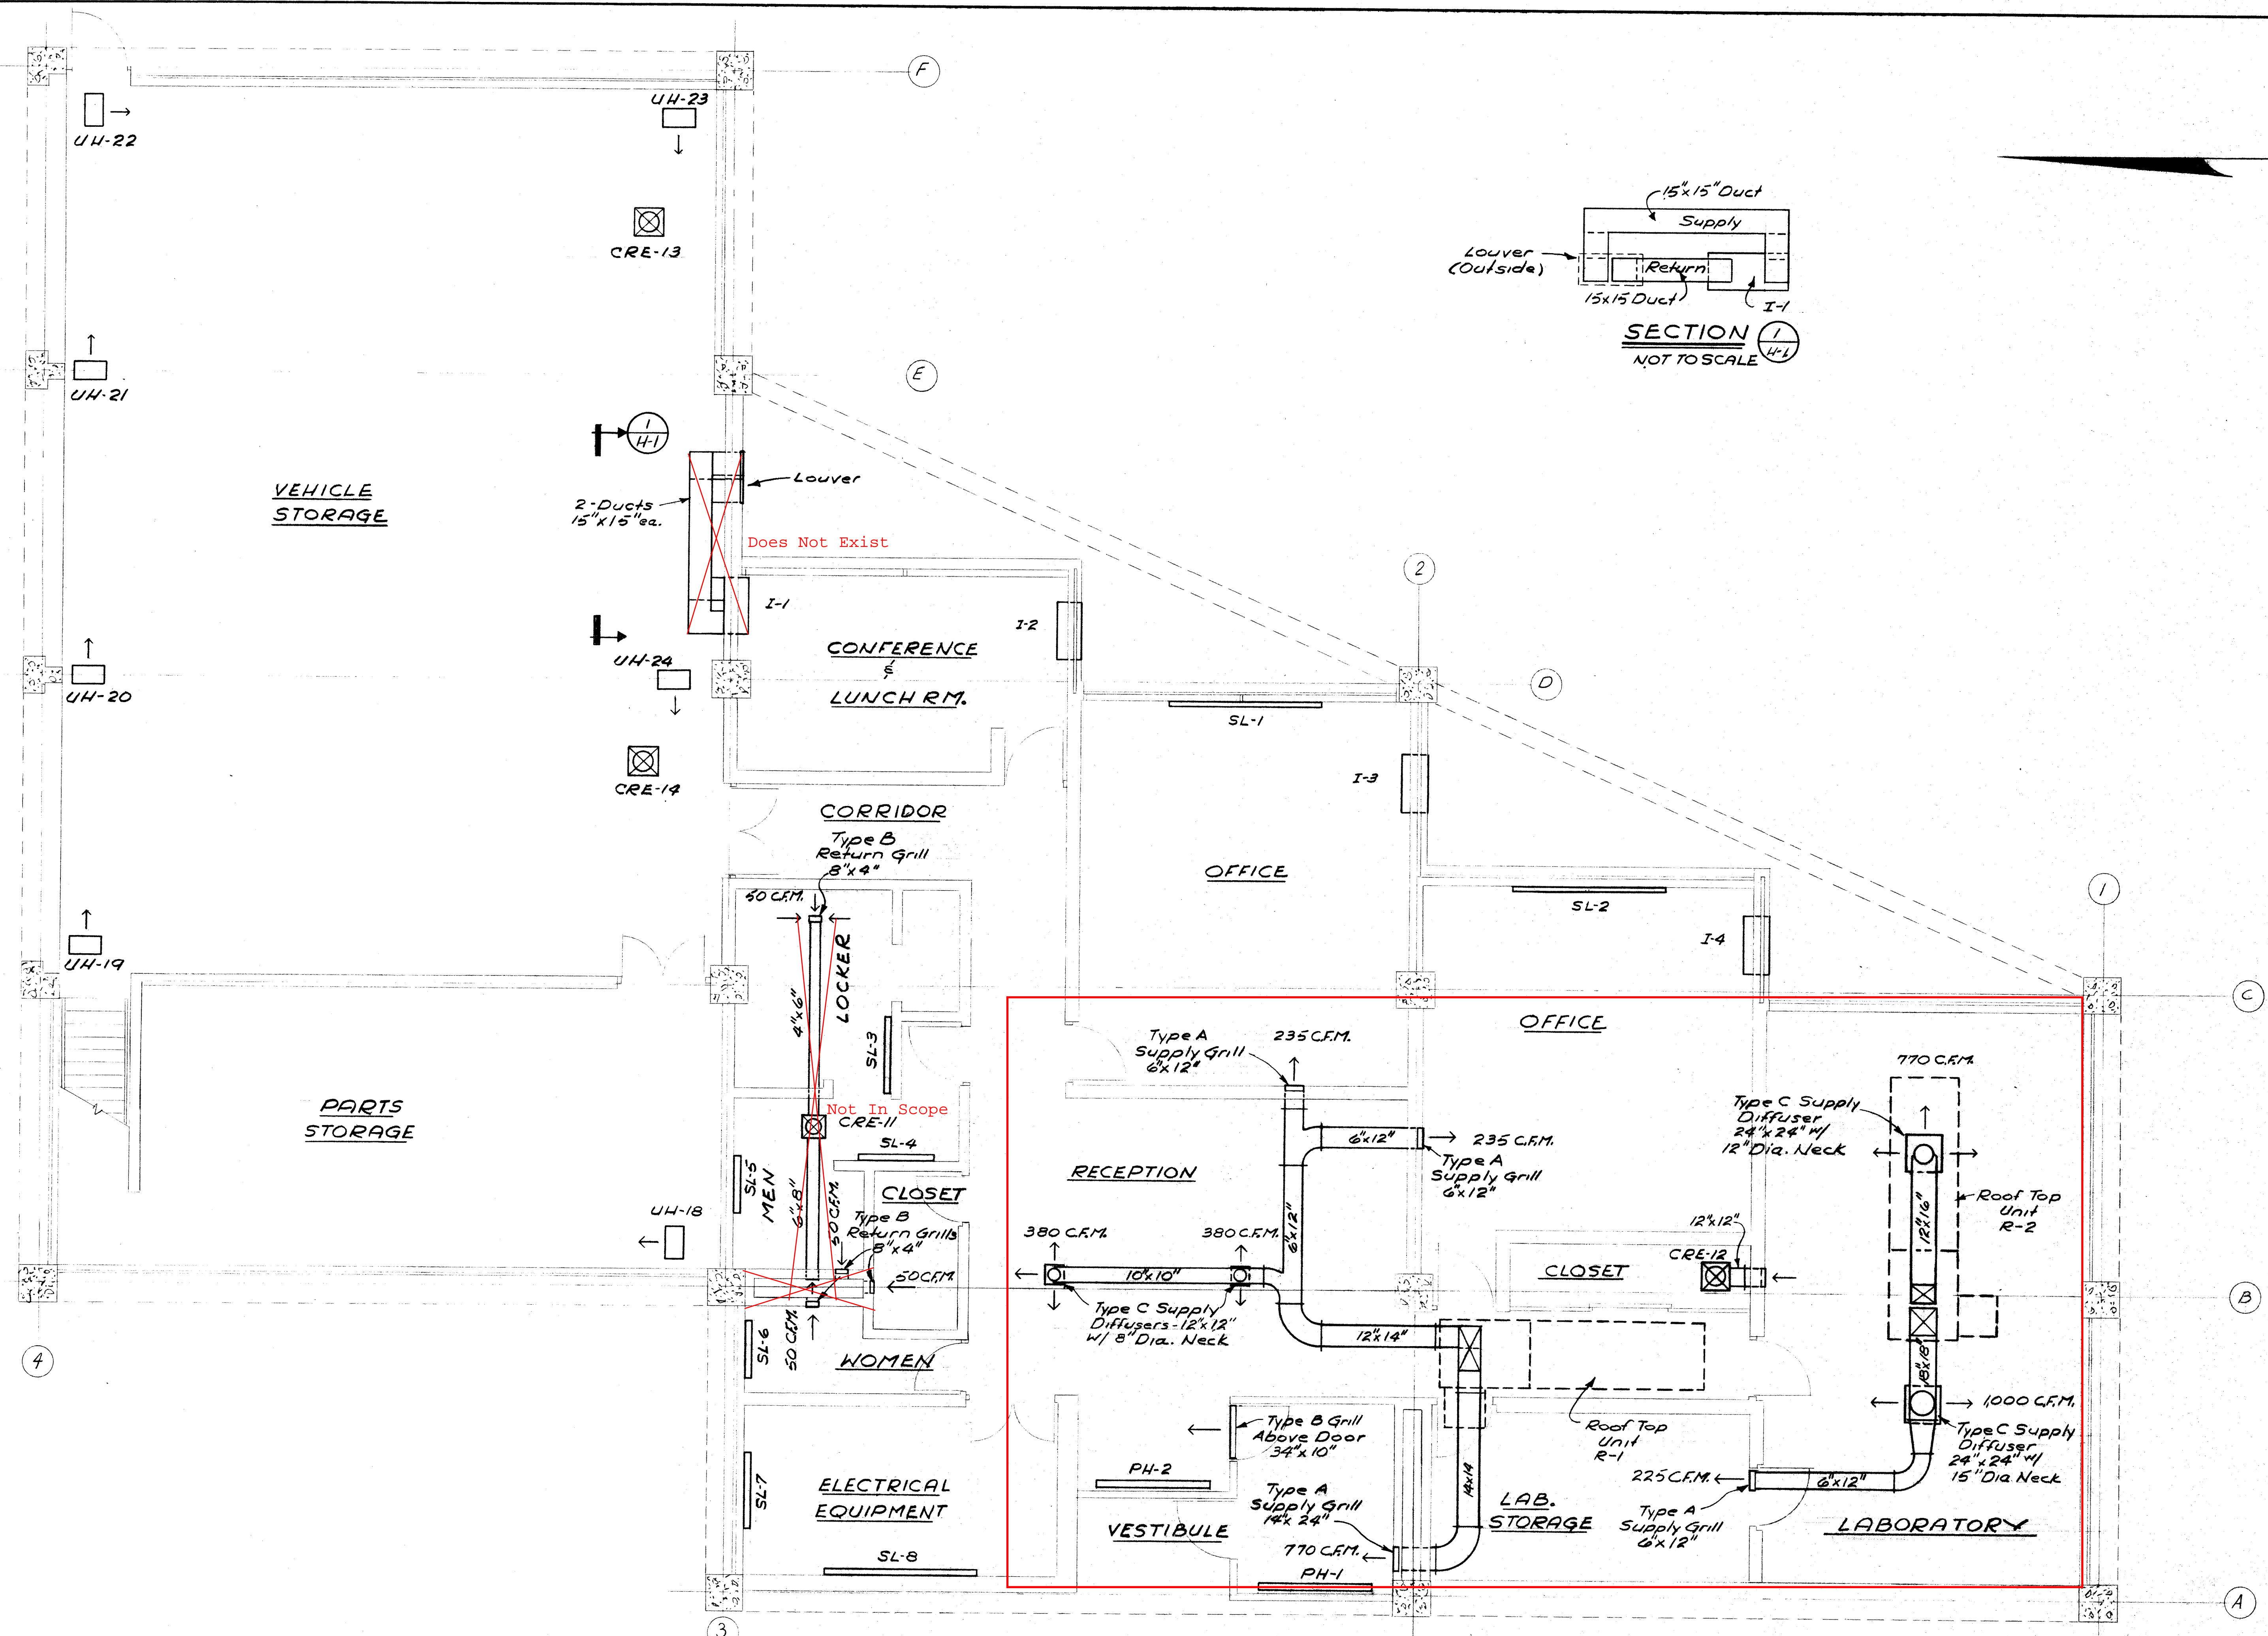 F
UH-23
UH-22
15"x15" Duct
Supply
Louver
(Outside)
Return
15x15 Duct
I-1
SECTION
1
H-1
NOT TO SCALE
CRE-13
E
UH-21
1
H-1
Louver
VEHICLE
STORAGE
2-Ducts
15"x15"ea.
Does Not Exist
2
I-1
I-2
CONFERENCE
&
LUNCH RM.
UH-24
UH-20
D
SL-1
I-3
CRE-14
CORRIDOR
Type B
Return Grill
8"x4"
OFFICE
50 C.F.M.
SL-2
1
I-4
LOCKER
UH-19
4"x6"
SL-3
C
OFFICE
Type A
Supply Grill
6"x12"
235 C.F.M.
770 C.F.M.
PARTS
STORAGE
Not In Scope
CRE-11
SL-4
Type C Supply
Diffuser
24"x24" W/
12" Dia. Neck
6"x12"
235 C.F.M.
Type A
Supply Grill
6"x12"
RECEPTION
SL-5
MEN
6"x8"
50 C.F.M.
CLOSET
Roof Top
Unit
R-2
12"x16"
UH-18
Type B
Return Grills
8"x4"
380 C.F.M.
380 C.F.M.
6"x12"
12"x12"
CRE-12
50 C.F.M.
10"x10"
CLOSET
B
Type C Supply
Diffusers-12"x12"
W/ 8" Dia. Neck
12"x14"
SL-6
50 C.F.M.
WOMEN
18"x18"
4
1,000 C.F.M.
Type B Grill
Above Door
34"x10"
Roof Top
Unit
R-1
Type C Supply
Diffuser
24"x24" W/
15" Dia. Neck
PH-2
14x14
225 C.F.M.
6"x12"
SL-7
ELECTRICAL
EQUIPMENT
Type A
Supply Grill
14"x 24"
LAB.
STORAGE
Type A
Supply Grill
6"x12"
LABORATORY
VESTIBULE
770 C.F.M.
SL-8
PH-1
A
3